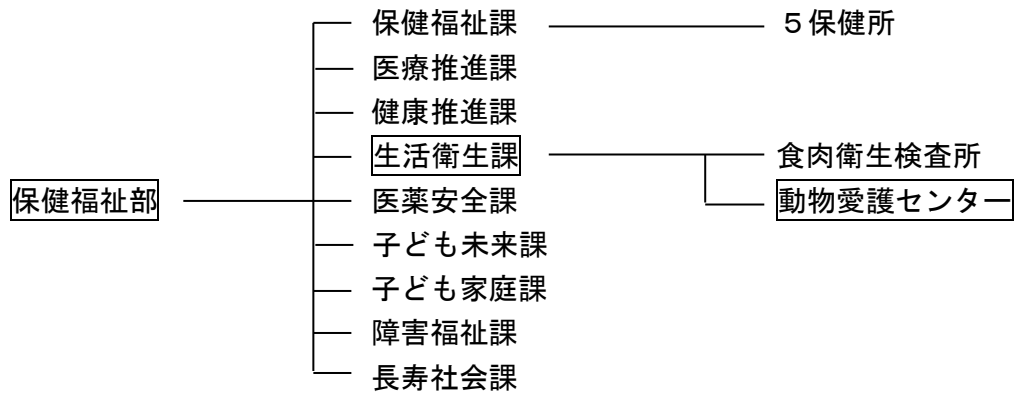 保健福祉課 5保健所
医療推進課
健康推進課
生活衛生課 食肉衛生検査所
保健福祉部 医薬安全課 動物愛護センター
子ども未来課
子ども家庭課
障害福祉課
長寿社会課